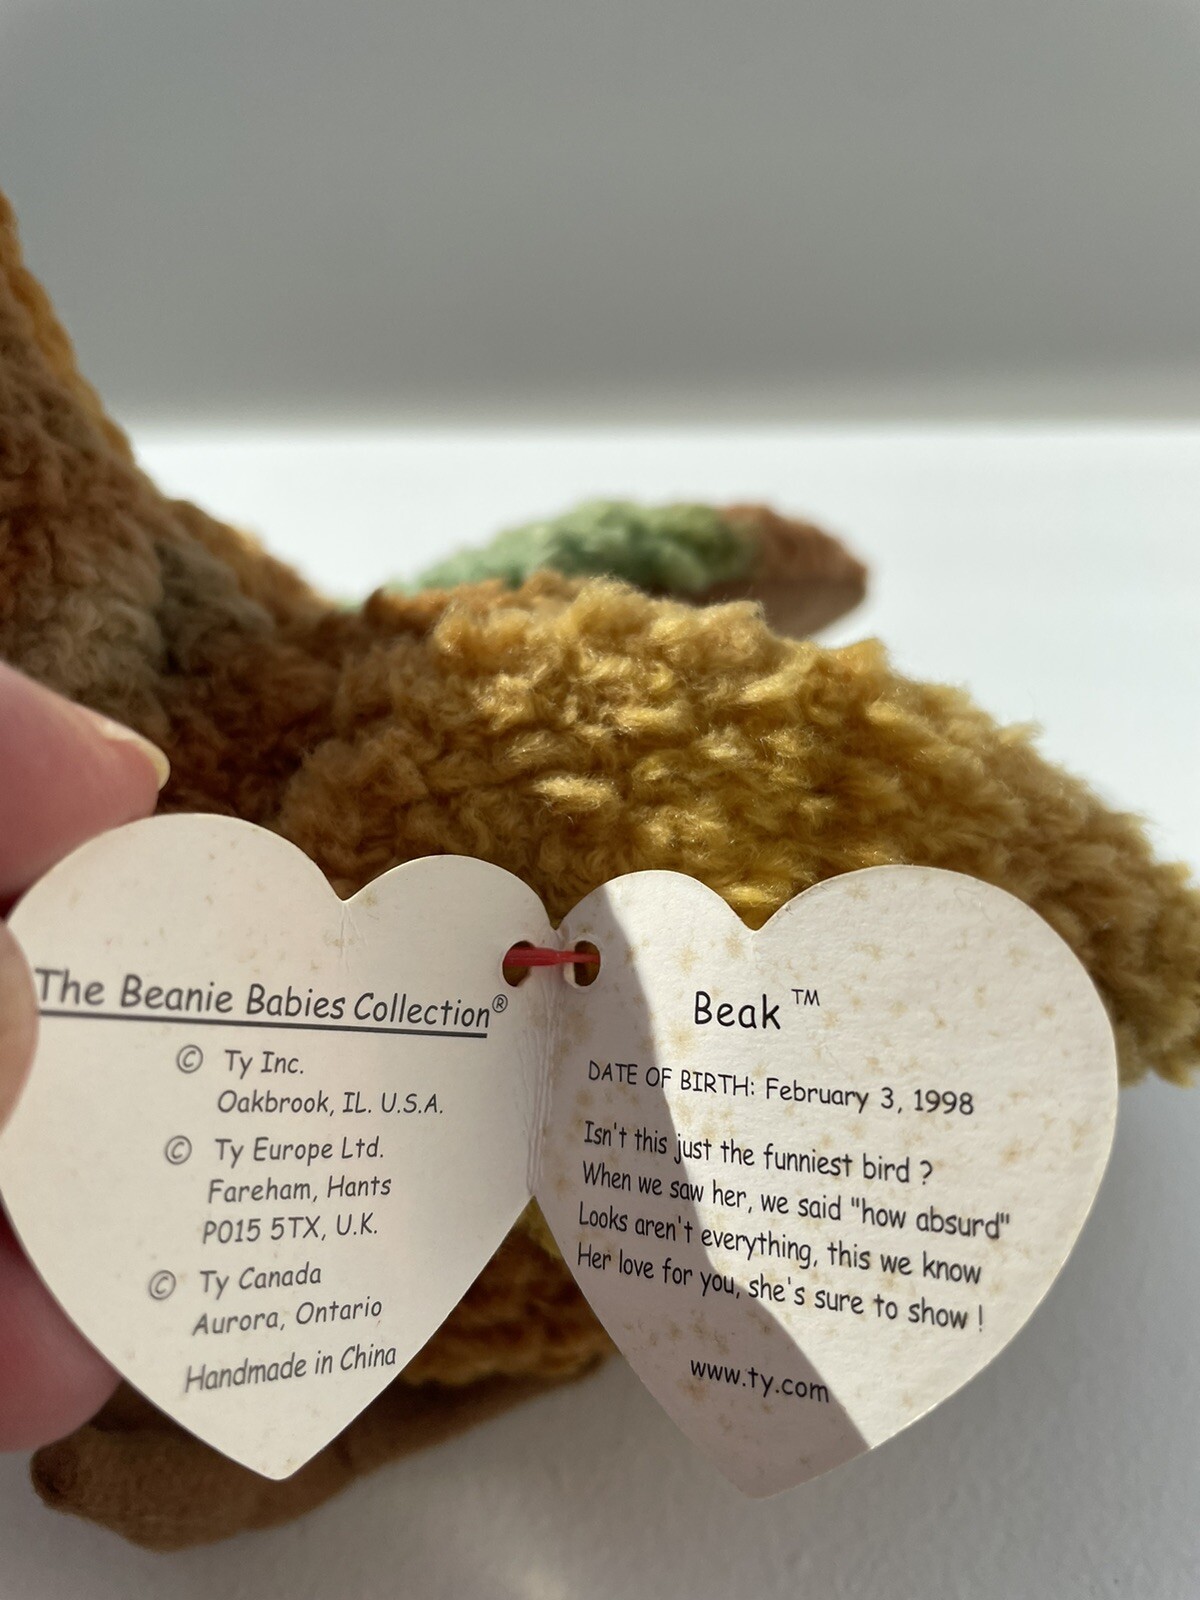 The Beanie Babies Collection®
© Ty Inc.
Oakbrook, IL. U.S.A.
© Ty Europe Ltd.
Fareham, Hants
PO15 5TX, U.K.
© Ty Canada
Aurora, Ontario
Handmade in China
Beak™
DATE OF BIRTH: February 3, 1998
Isn't this just the funniest bird ?
When we saw her, we said "how absurd"
Looks aren't everything, this we know
Her love for you, she's sure to show !
www.ty.com